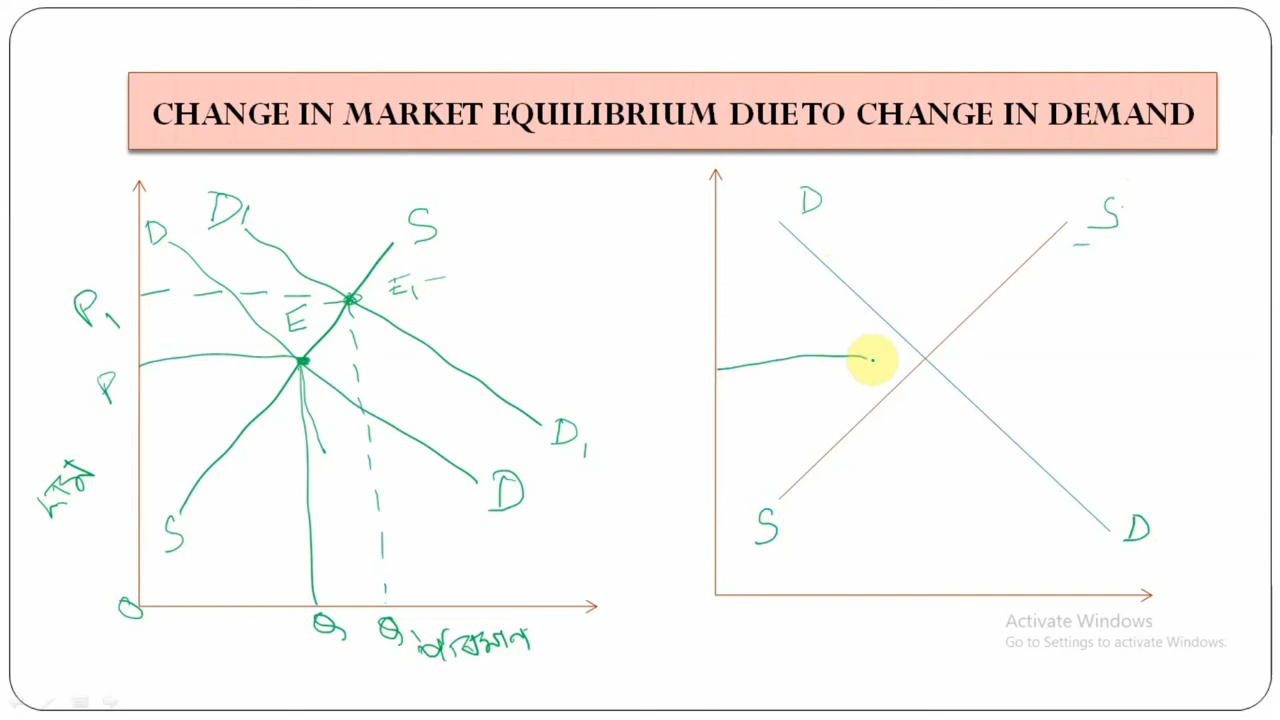 CHANGE IN MARKET EQUILIBRIUM DUETO CHANGE IN DEMAND
D
D1
S
P1
E
E1
P
D1
D
S
O
Q
Q1
পরিমাণ
D
S
S
D
Activate Windows
Go to Settings to activate Windows.